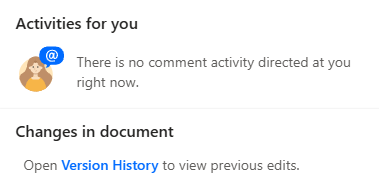 Activities for you
@
There is no comment activity directed at you
right now.
Changes in document
Open Version History to view previous edits.